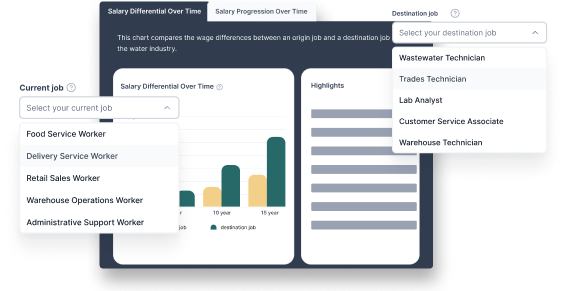 Salary Differential Over Time
Salary Progression Over Time
Destination job
Select your destination job
Wastewater Technician
Trades Technician
Lab Analyst
Customer Service Associate
Warehouse Technician
This chart compares the wage differences between an origin job and a destination job
the water industry.
Current job
Select your current job
Food Service Worker
Delivery Service Worker
Retail Sales Worker
Warehouse Operations Worker
Administrative Support Worker
Salary Differential Over Time
Highlights
10 year
15 year
job
destination job